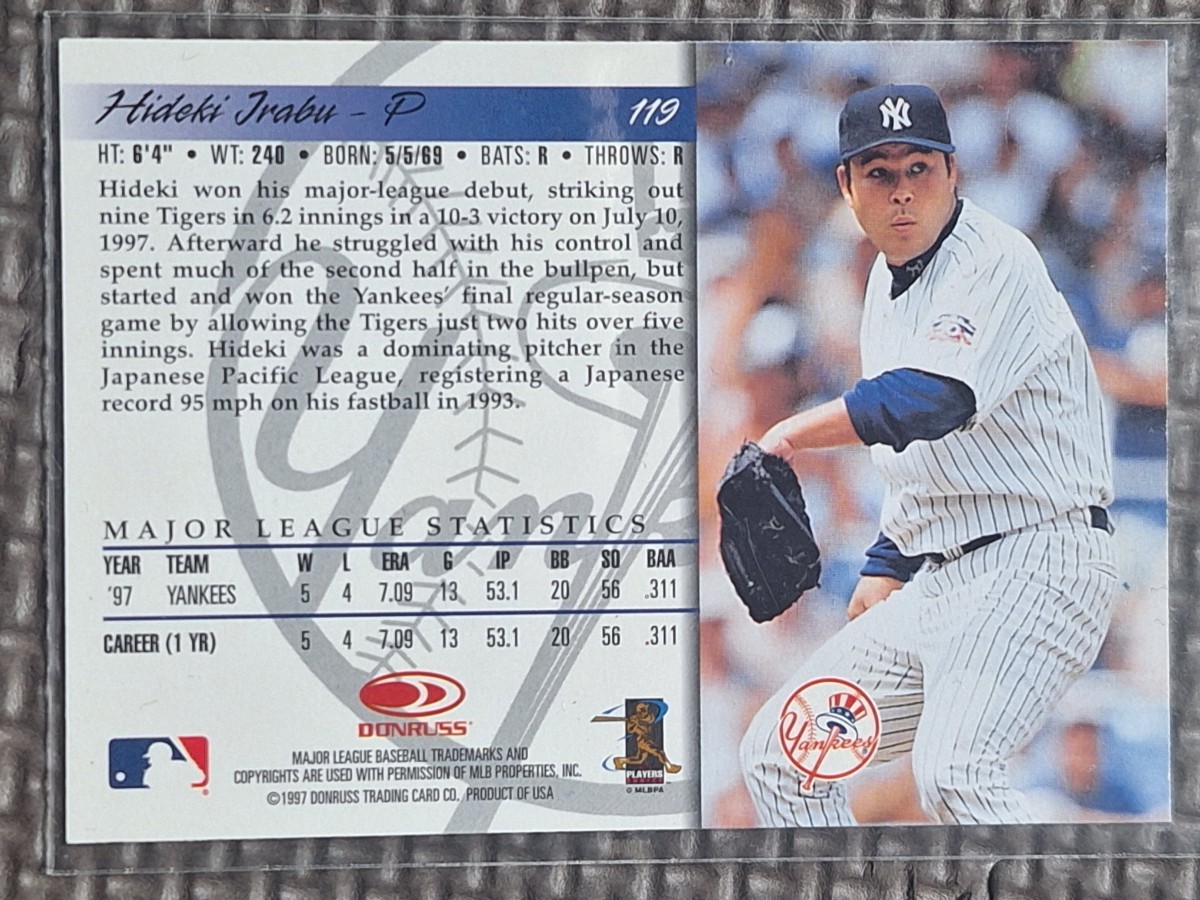 Hideki Irabu - P
119
HT: 6'4" • WT: 240 • BORN: 5/5/69 • BATS: R • THROWS: R
Hideki won his major-league debut, striking out
nine Tigers in 6.2 innings in a 10-3 victory on July 10,
1997. Afterward he struggled with his control and
spent much of the second half in the bullpen, but
started and won the Yankees' final regular-season
game by allowing the Tigers just two hits over five
innings. Hideki was a dominating pitcher in the
Japanese Pacific League, registering a Japanese
record 95 mph on his fastball in 1993.
MAJOR LEAGUE STATISTICS
YEAR TEAM W L ERA G IP BB SO BAA
'97 YANKEES 5 4 7.09 13 53.1 20 56 .311
CAREER (1 YR) 5 4 7.09 13 53.1 20 56 .311
DONRUSS
MAJOR LEAGUE BASEBALL TRADEMARKS AND
COPYRIGHTS ARE USED WITH PERMISSION OF MLB PROPERTIES, INC.
©1997 DONRUSS TRADING CARD CO. PRODUCT OF USA
PLAYERS
CHOICE
© MLBPA
NY
Yankees